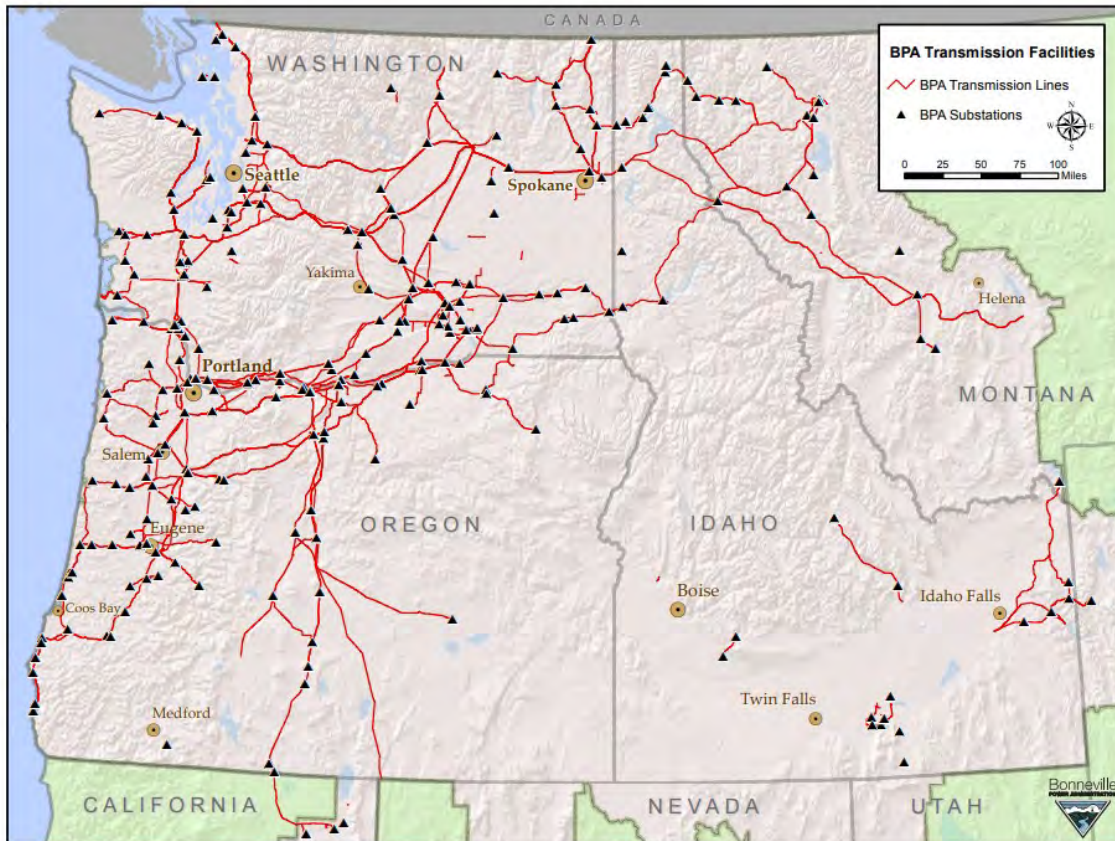 CANADA
WASHINGTON
BPA Transmission Facilities
BPA Transmission Lines
BPA Substations
N
W
E
S
0 25 50 75 100
Miles
Seattle
Spokane
Yakima
Helena
Portland
MONTANA
Salem
OREGON
IDAHO
Eugene
Boise
Idaho Falls
Coos Bay
Twin Falls
Medford
CALIFORNIA
NEVADA
UTAH
Bonneville
POWER ADMINISTRATION